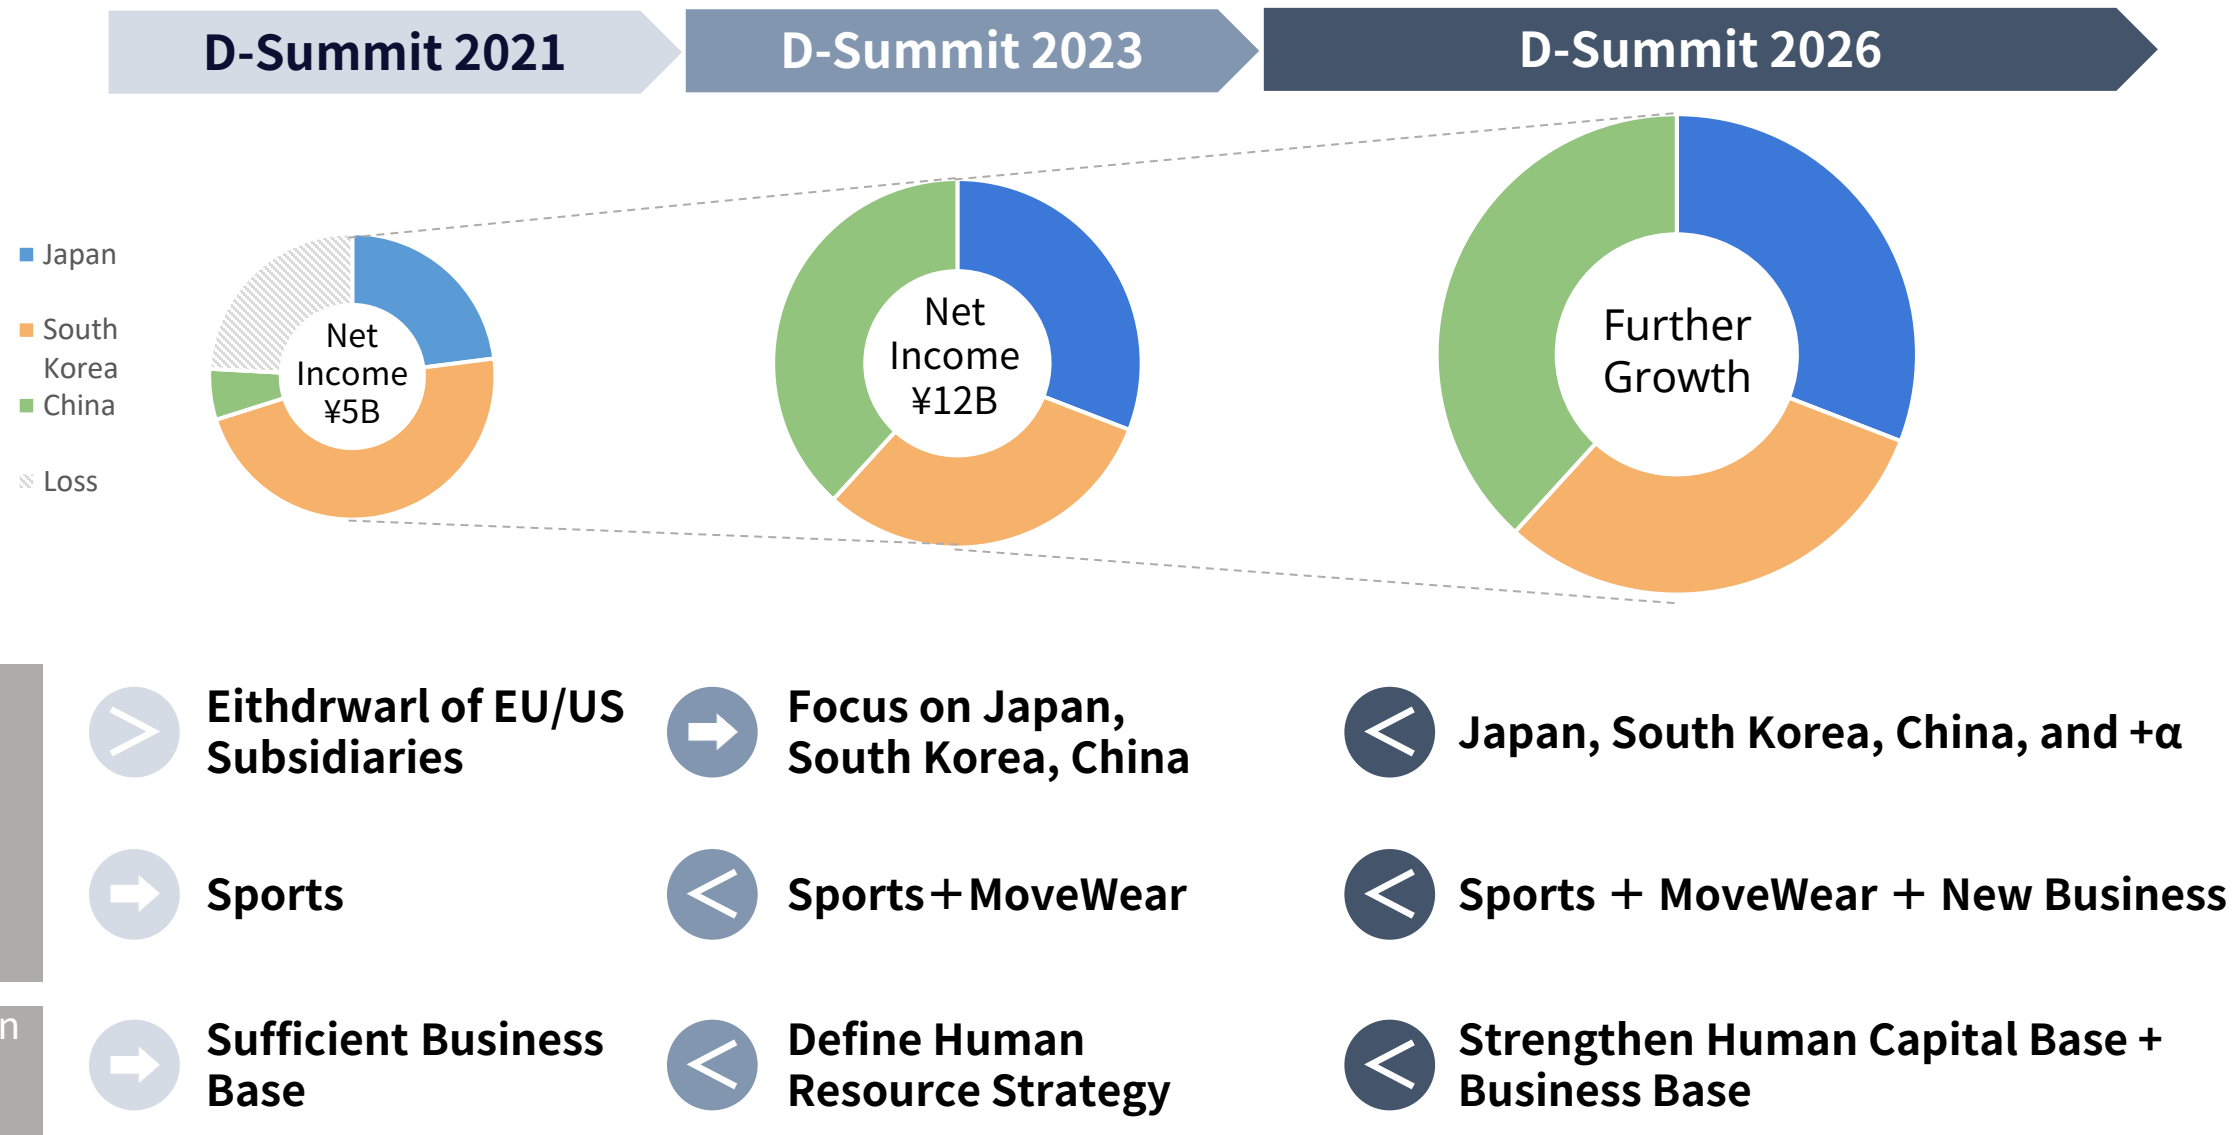 D-Summit 2021
D-Summit 2023
D-Summit 2026
Japan
South
Korea
China
Loss
Net
Income
¥5B
Net
Income
¥12B
Further
Growth
Eithdrwarl of EU/US
Subsidiaries
Focus on Japan,
South Korea, China
Japan, South Korea, China, and +α
Sports
Sports＋MoveWear
Sports ＋ MoveWear ＋ New Business
n
Sufficient Business
Base
Define Human
Resource Strategy
Strengthen Human Capital Base +
Business Base